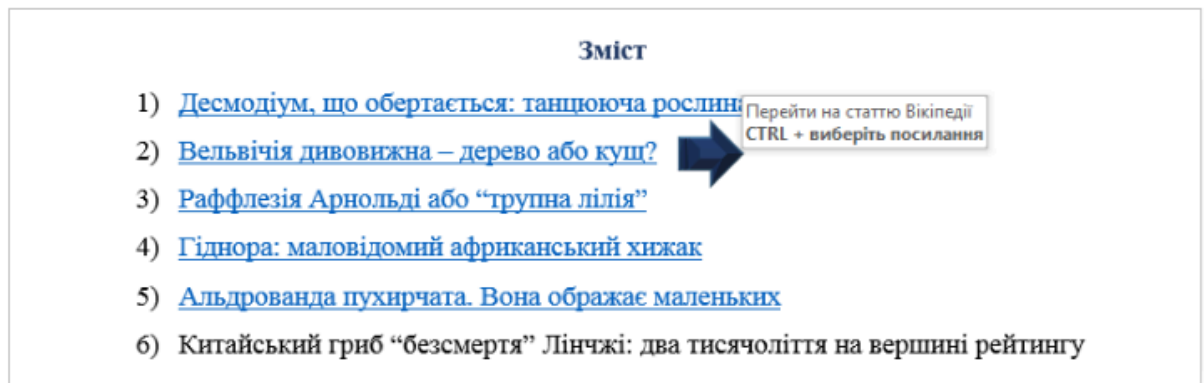 Зміст
1) Десмодіум, що обертається: танцююча рослина
Перейти на статтю Вікіпедії
CTRL + виберіть посилання
2) Вельвічія дивовижна – дерево або кущ?
3) Раффлезія Арнольді або “трупна лілія”
4) Гіднора: маловідомий африканський хижак
5) Альдрованда пухирчата. Вона ображає маленьких
6) Китайський гриб “безсмертя” Лінчжі: два тисячоліття на вершині рейтингу